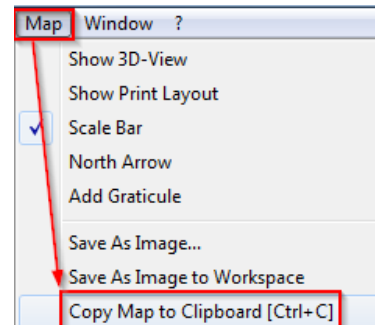 Map Window ?
Show 3D-View
Show Print Layout
Scale Bar
North Arrow
Add Graticule
Save As Image...
Save As Image to Workspace
Copy Map to Clipboard [Ctrl+C]